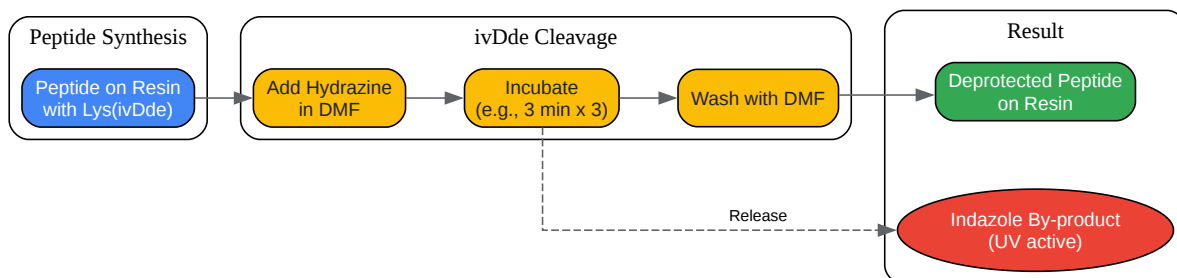 Peptide Synthesis
Peptide on Resin
with Lys(ivDde)
ivDde Cleavage
Add Hydrazine
in DMF
Incubate
(e.g., 3 min x 3)
Wash with DMF
Result
Deprotected Peptide
on Resin
Release
Indazole By-product
(UV active)